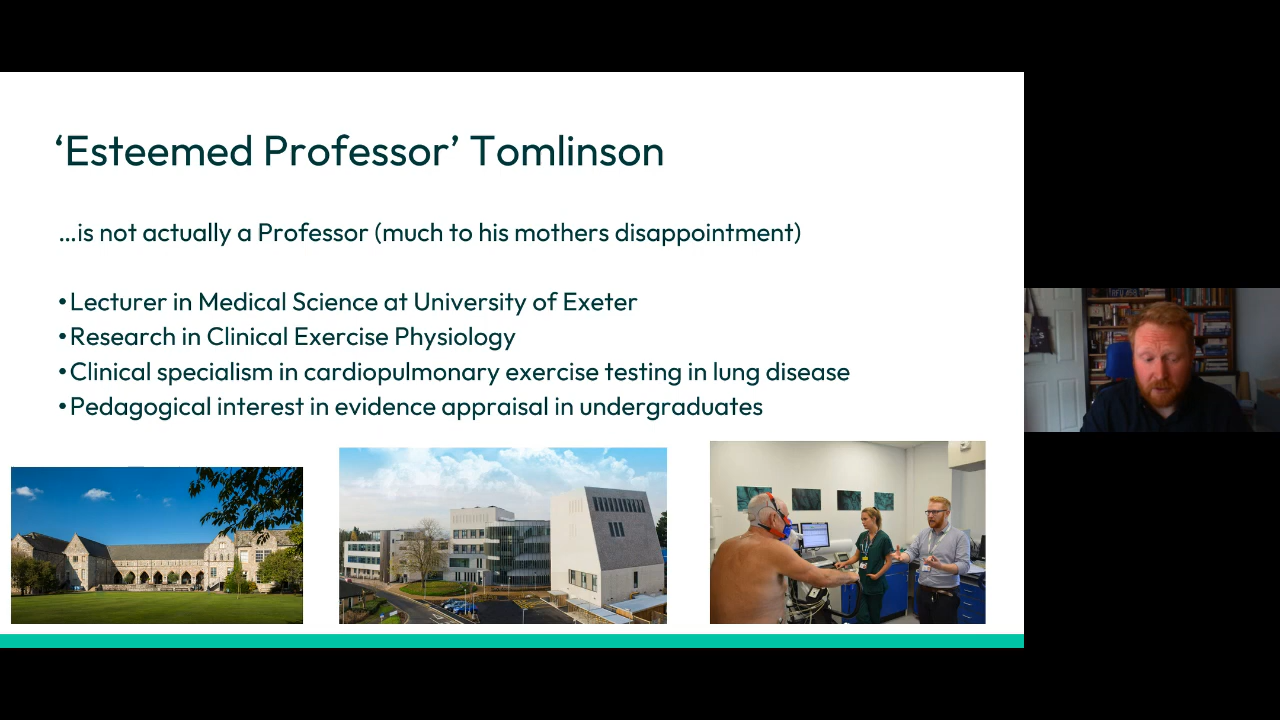 ‘Esteemed Professor’ Tomlinson
...is not actually a Professor (much to his mothers disappointment)
•Lecturer in Medical Science at University of Exeter
•Research in Clinical Exercise Physiology
•Clinical specialism in cardiopulmonary exercise testing in lung disease
•Pedagogical interest in evidence appraisal in undergraduates